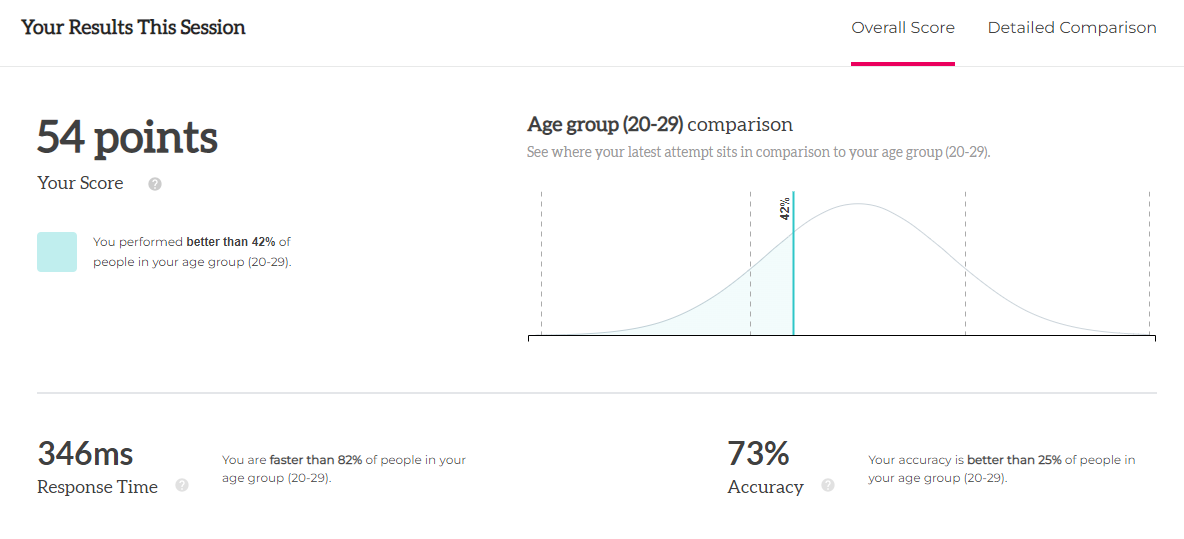 Your Results This Session
Overall Score
Detailed Comparison
54 points
Your Score
?
You performed better than 42% of
people in your age group (20-29).
Age group (20-29) comparison
See where your latest attempt sits in comparison to your age group (20-29).
42%
346ms
Response Time
?
You are faster than 82% of people in your
age group (20-29).
73%
Accuracy
?
Your accuracy is better than 25% of people in
your age group (20-29).